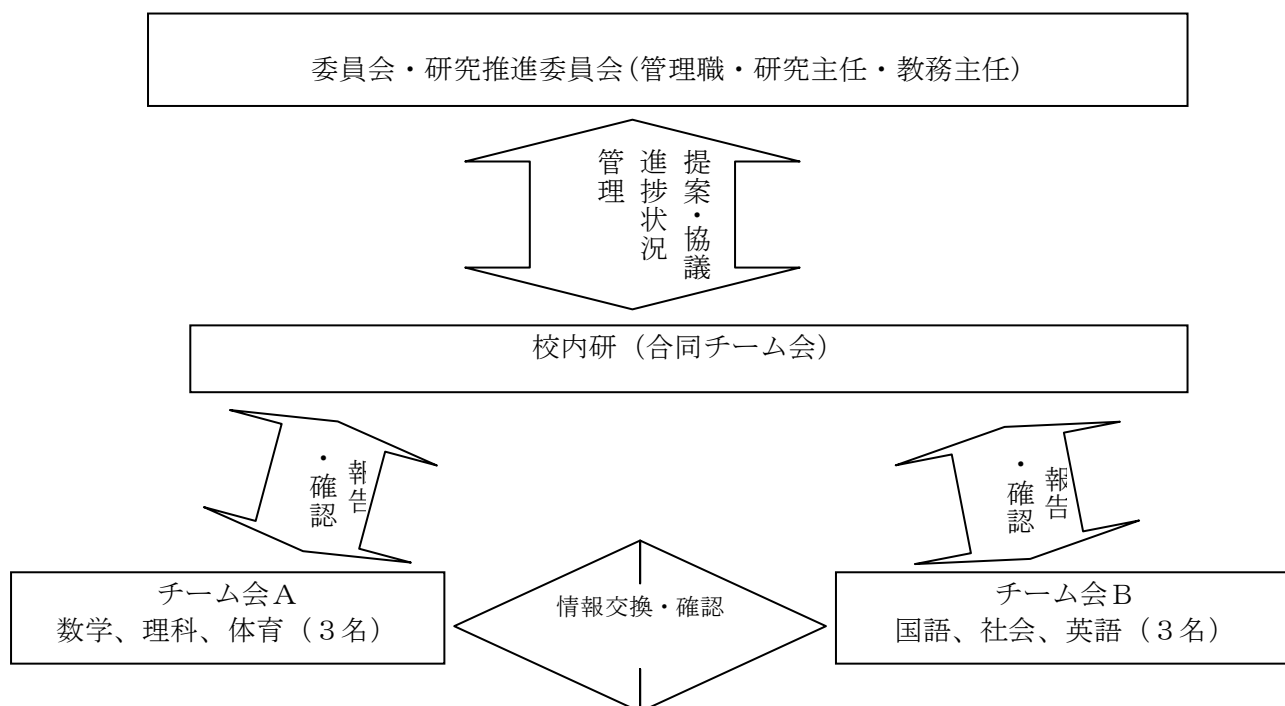 委員会・研究推進委員会(管理職・研究主任・教務主任)
提案・協議
進捗状況
管理
校内研（合同チーム会）
報告
・確認
報告
・確認
チーム会Ａ
数学、理科、体育（３名）
情報交換・確認
チーム会Ｂ
国語、社会、英語（３名）